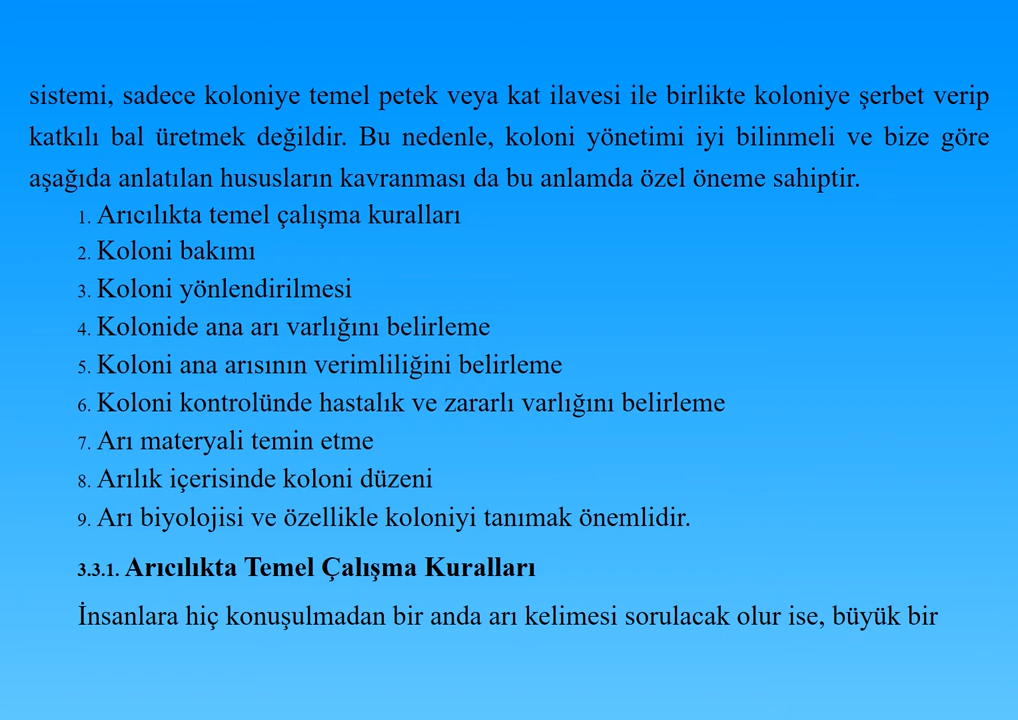 sistemi, sadece koloniye temel petek veya kat ilavesi ile birlikte koloniye şerbet verip
katkılı bal üretmek değildir. Bu nedenle, koloni yönetimi iyi bilinmeli ve bize göre
aşağıda anlatılan hususların kavranması da bu anlamda özel öneme sahiptir.
1. Arıcılıkta temel çalışma kuralları
2. Koloni bakımı
3. Koloni yönlendirilmesi
4. Kolonide ana arı varlığını belirleme
5. Koloni ana arısının verimliliğini belirleme
6. Koloni kontrolünde hastalık ve zararlı varlığını belirleme
7. Arı materyali temin etme
8. Arılık içerisinde koloni düzeni
9. Arı biyolojisi ve özellikle koloniyi tanımak önemlidir.
3.3.1. Arıcılıkta Temel Çalışma Kuralları
İnsanlara hiç konuşulmadan bir anda arı kelimesi sorulacak olur ise, büyük bir